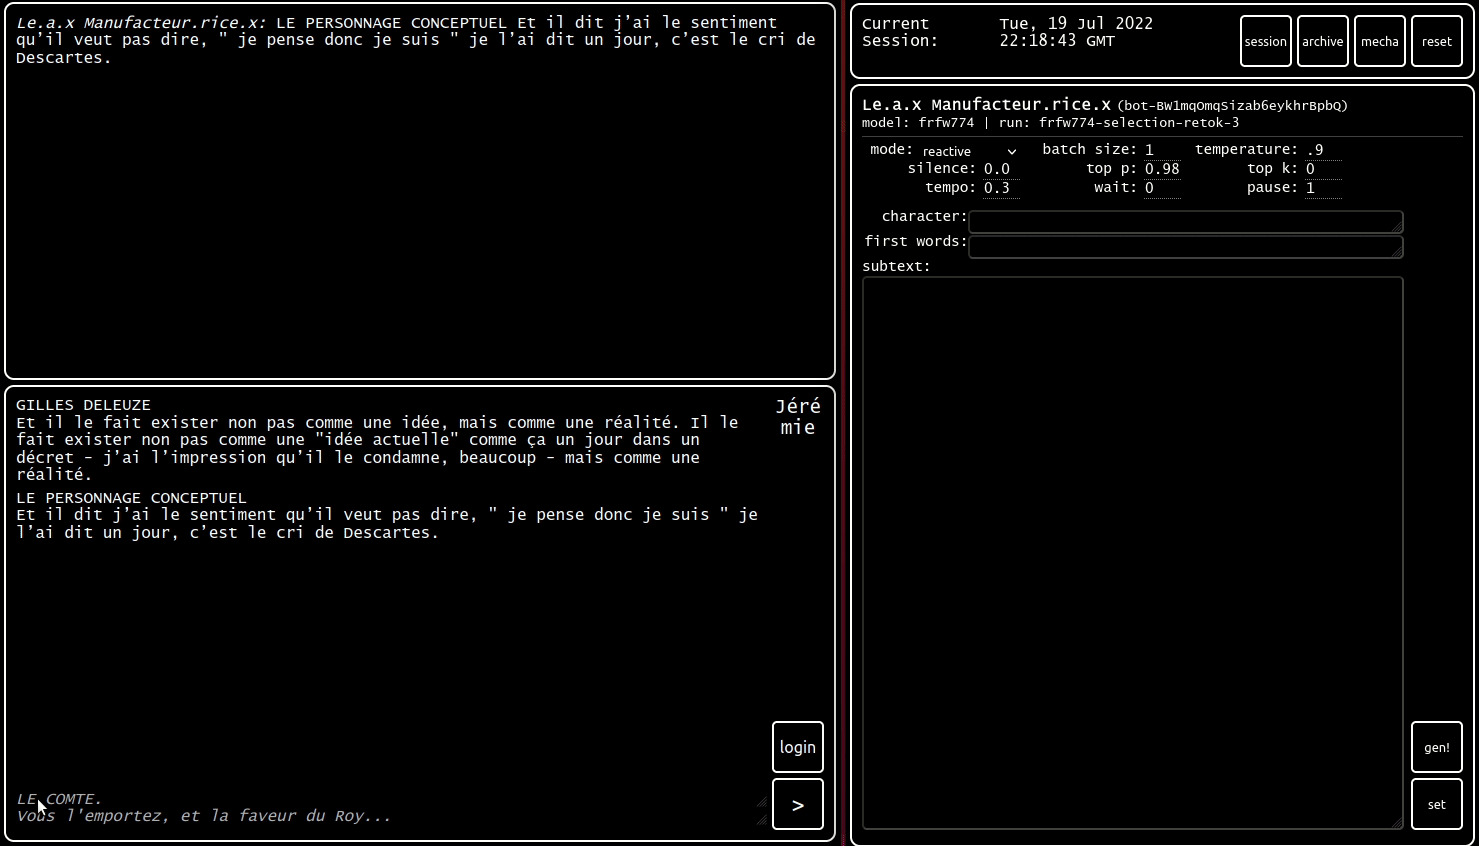 Le.a.x Manufacteur.rice.x: LE PERSONNAGE CONCEPTUEL Et il dit j'ai le sentiment
qu'il veut pas dire, " je pense donc je suis " je l'ai dit un jour, c'est le cri de
Descartes.
GILLES DELEUZE
Et il le fait exister non pas comme une idée, mais comme une réalité. Il le
fait exister non pas comme une "idée actuelle" comme ça un jour dans un
décret - j'ai l'impression qu'il le condamne, beaucoup - mais comme une
réalité.
LE PERSONNAGE CONCEPTUEL
Et il dit j'ai le sentiment qu'il veut pas dire, " je pense donc je suis " je
l'ai dit un jour, c'est le cri de Descartes.
Jéré
mie
login
LE COMTE.
Vous l'emportez, et la faveur du Roy...
>
Current Session: Tue, 19 Jul 2022
22:18:43 GMT
session archive mecha reset
Le.a.x Manufacteur.rice.x (bot-BW1mqOmqSizab6eykhrBpbQ)
model: frfw774 | run: frfw774-selection-retok-3
mode: reactive batch size: 1 temperature: .9
silence: 0.0 top p: 0.98 top k: 0
tempo: 0.3 wait: 0 pause: 1
character:
first words:
subtext:
gen!
set